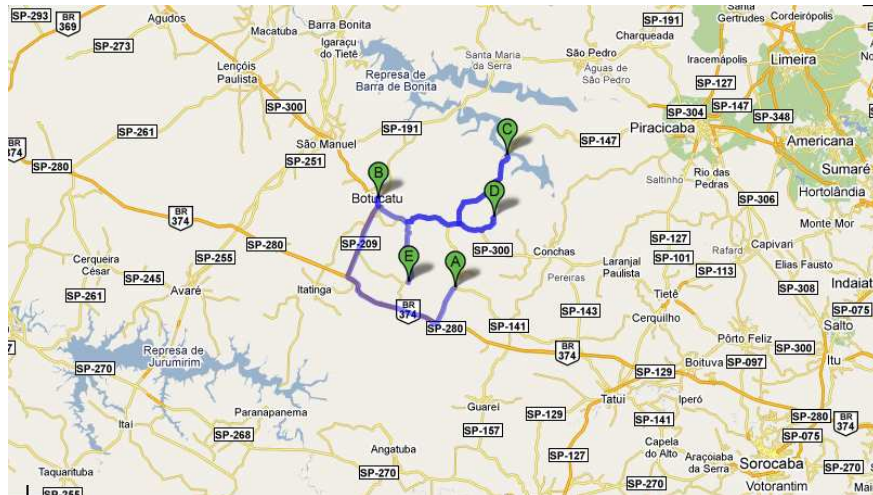 SP-293
BR
369
Agudos
SP-273
Macatuba
Barra Bonita
Igaraçu
do Tietê
Lençóis
Paulista
SP-300
Represa de
Barra de Bonita
Santa Maria
da Serra
São Pedro
Águas de
São Pedro
Charqueada
SP-191
Santa
Gertrudes
Cordeirópolis
Iracemápolis
SP-127
Limeira
SP-304
SP-147
SP-348
Piracicaba
Americana
SP-147
São Manuel
SP-191
SP-251
SP-261
BR
374
SP-280
C
B
D
Botucatu
Saltinho
Rio das
Pedras
Sumaré
Hortolândia
SP-306
Monte Mor
BR
374
SP-280
SP-209
SP-300
Conchas
SP-127
SP-101
Rafard
Capivari
Cerqueira
César
SP-245
SP-255
SP-261
Avaré
Itatinga
E
A
Pereiras
Laranjal
Paulista
SP-113
Elias Fausto
SP-308
Indaiat
SP-075
Tietê
BR
374
SP-280
SP-141
SP-143
Cerquilho
Salto
Pôrto Feliz
SP-300
Itu
BR
374
Boituva
SP-097
Represa de
Jurumirim
SP-270
SP-129
Tatuí
Iperó
Itaí
Paranapanema
SP-268
Guareí
SP-157
SP-129
SP-141
SP-280
BR
374
SP-075
Capela
do Alto
Araçoiaba
da Serra
Angatuba
SP-270
SP-127
Taquarituba
SP-255
SP-270
SP-270
Sorocaba
SP-270
Votorantim
Mai